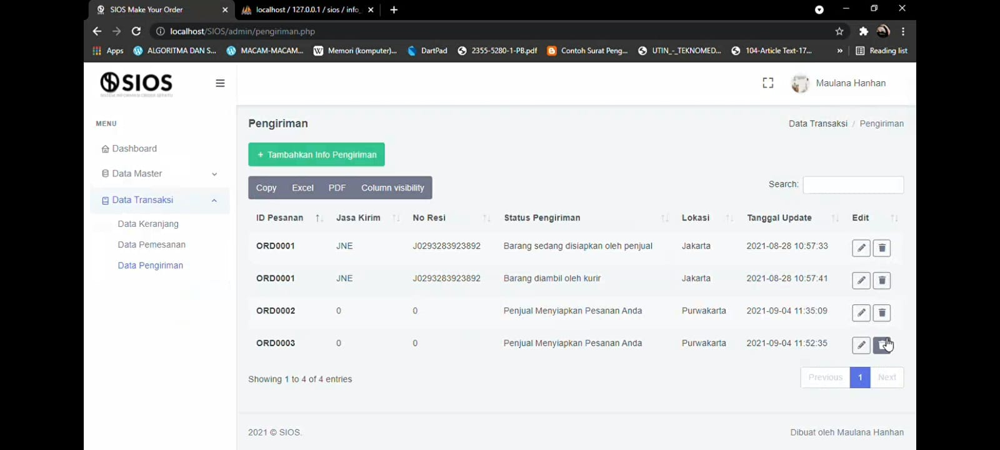 SIOS Make Your Order
localhost / 127.0.0.1 / sios / info_
localhost/SIOS/admin/pengiriman.php
Apps ALGORITMA DAN S... MACAM-MACAM... Memori (komputer)... DartPad 2355-5280-1-PB.pdf Contoh Surat Peng... UTIN_-_TEKNOMED... 104-Article Text-17... » Reading list
SIOS
Maulana Hanhan
MENU
Dashboard
Data Master
Data Transaksi
Data Keranjang
Data Pemesanan
Data Pengiriman
Pengiriman
Data Transaksi / Pengiriman
+ Tambahkan Info Pengiriman
Copy Excel PDF Column visibility
Search:
ID Pesanan Jasa Kirim No Resi Status Pengiriman Lokasi Tanggal Update Edit
ORD0001 JNE J0293283923892 Barang sedang disiapkan oleh penjual Jakarta 2021-08-28 10:57:33
ORD0001 JNE J0293283923892 Barang diambil oleh kurir Jakarta 2021-08-28 10:57:41
ORD0002 0 0 Penjual Menyiapkan Pesanan Anda Purwakarta 2021-09-04 11:35:09
ORD0003 0 0 Penjual Menyiapkan Pesanan Anda Purwakarta 2021-09-04 11:52:35
Showing 1 to 4 of 4 entries
Previous 1 Next
2021 © SIOS.
Dibuat oleh Maulana Hanhan